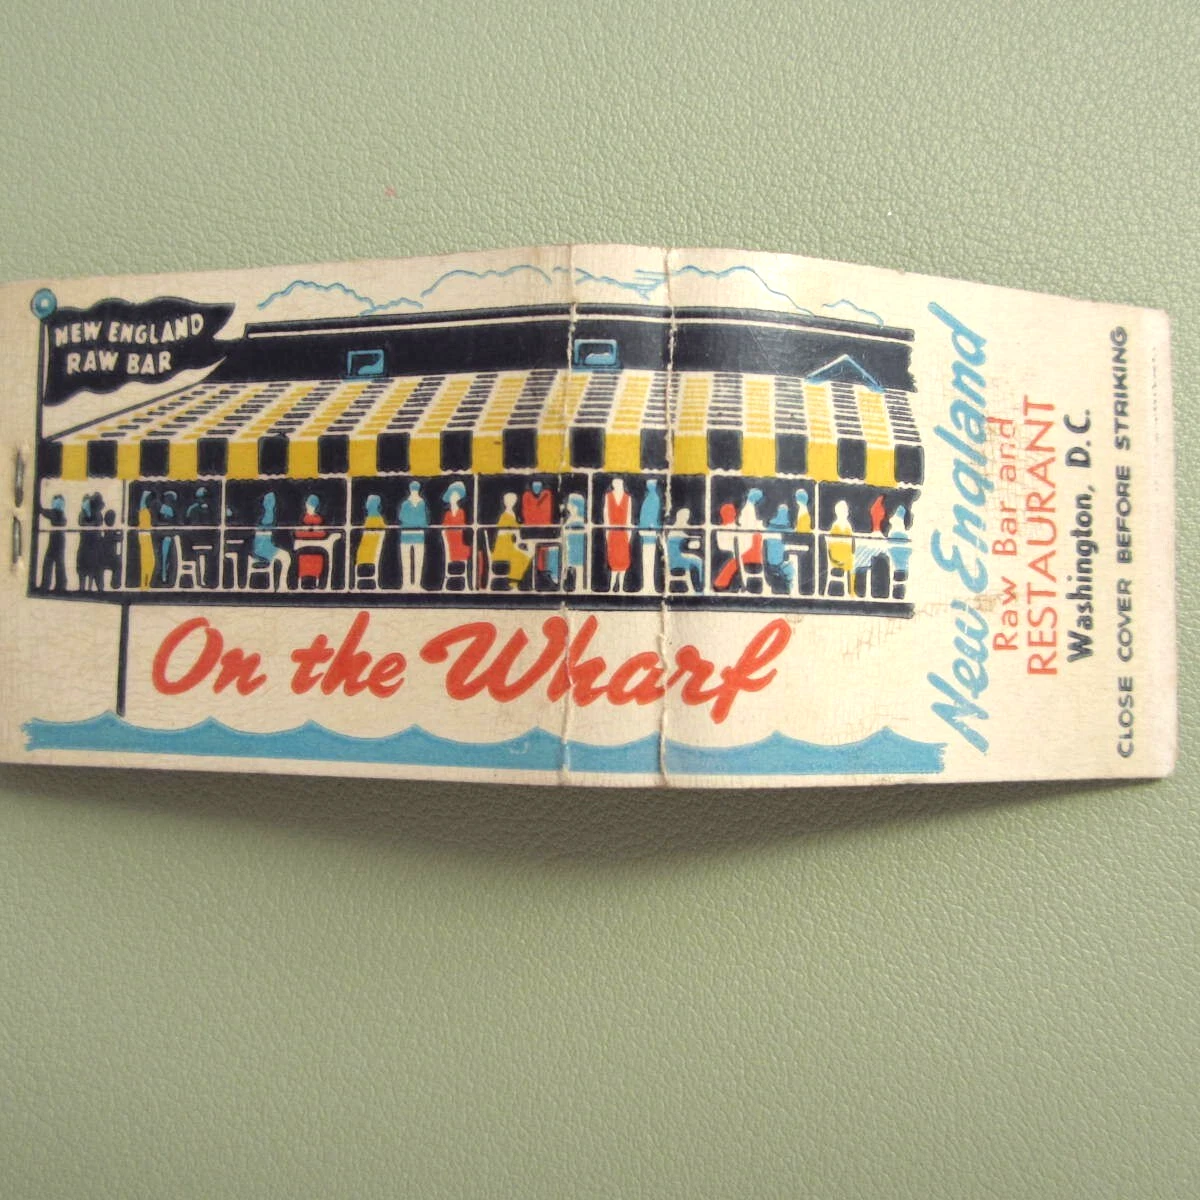 NEW ENGLAND
RAW BAR
On the Wharf
New England
Raw Bar and
RESTAURANT
Washington, D.C.
CLOSE COVER BEFORE STRIKING